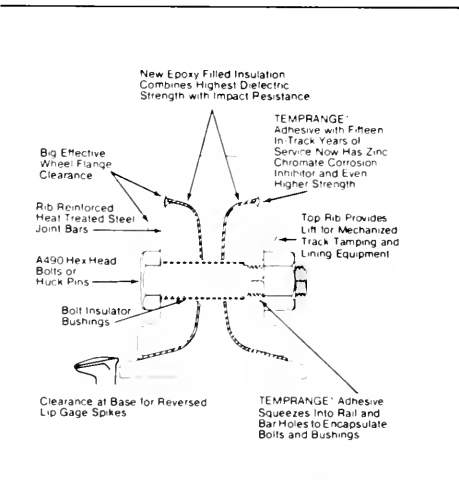 New Epoxy Filled Insulation
Combines Highest Dielectric
Strength with Impact Resistance
TEMPRANGE'
Adhesive with Fifteen
In-Track Years of
Service Now Has Zinc
Chromate Corrosion
Inhibitor and Even
Higher Strength
Big Effective
Wheel Flange
Clearance
Rib Reinforced
Heat Treated Steel
Joint Bars
Top Rib Provides
Lift for Mechanized
Track Tamping and
Lining Equipment
A490 Hex Head
Bolts or
Huck Pins
Bolt Insulator
Bushings
Clearance at Base for Reversed
Lip Gage Spikes
TEMPRANGE' Adhesive
Squeezes Into Rail and
Bar Holes to Encapsulate
Bolts and Bushings